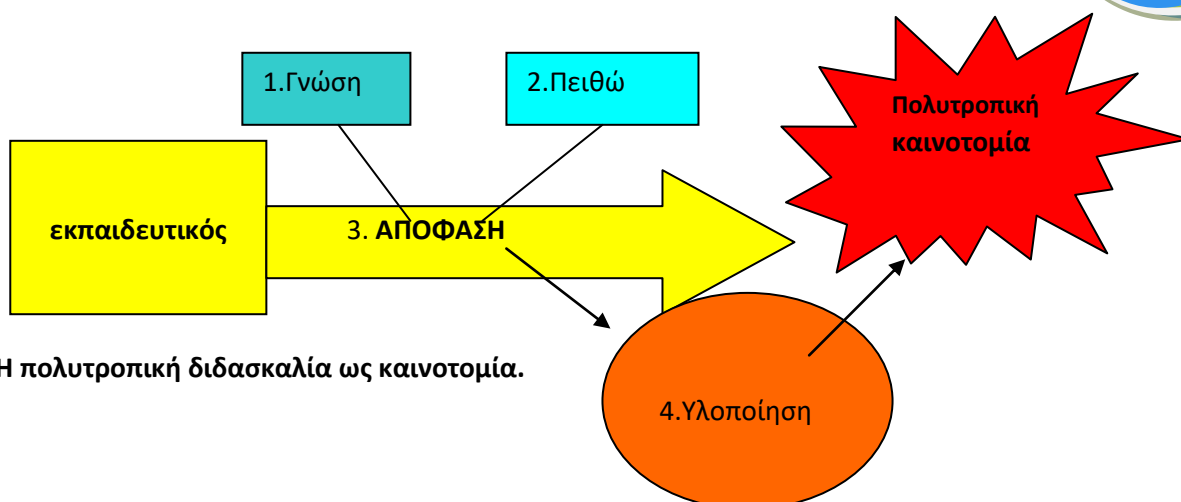 1.Γνώση
2.Πειθώ
Πολυτροπική
καινοτομία
εκπαιδευτικός
3. ΑΠΟΦΑΣΗ
Η πολυτροπική διδασκαλία ως καινοτομία.
4.Υλοποίηση